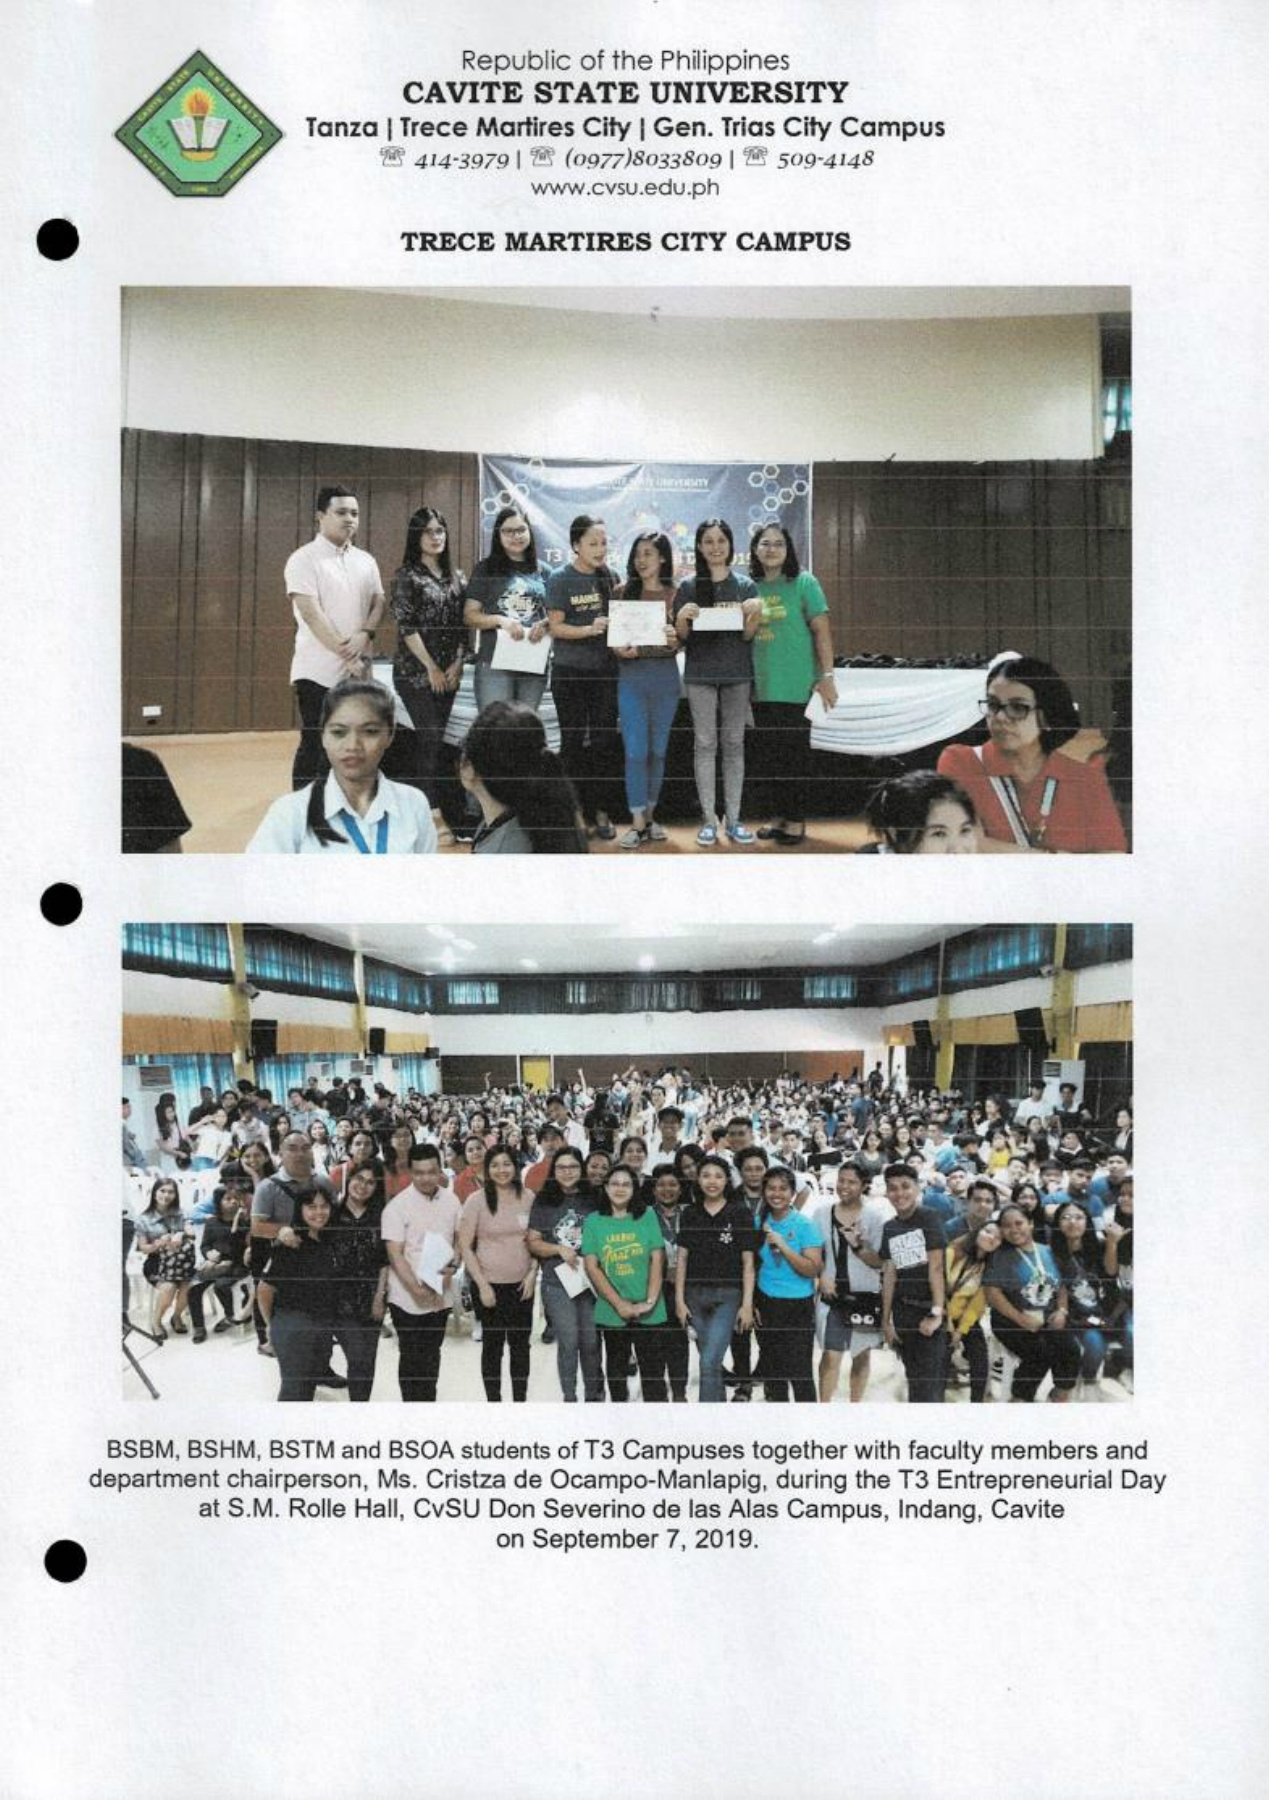 Republic of the Philippines
CAVITE STATE UNIVERSITY
Tanza | Trece Martires City | Gen. Trias City Campus
☏ 414-3979 | ☏ (0977)8033809 | ☏ 509-4148
www.cvsu.edu.ph
TRECE MARTIRES CITY CAMPUS
UNIVERSITY
T3
BSBM, BSHM, BSTM and BSOA students of T3 Campuses together with faculty members and
department chairperson, Ms. Cristza de Ocampo-Manlapig, during the T3 Entrepreneurial Day
at S.M. Rolle Hall, CvSU Don Severino de las Alas Campus, Indang, Cavite
on September 7, 2019.